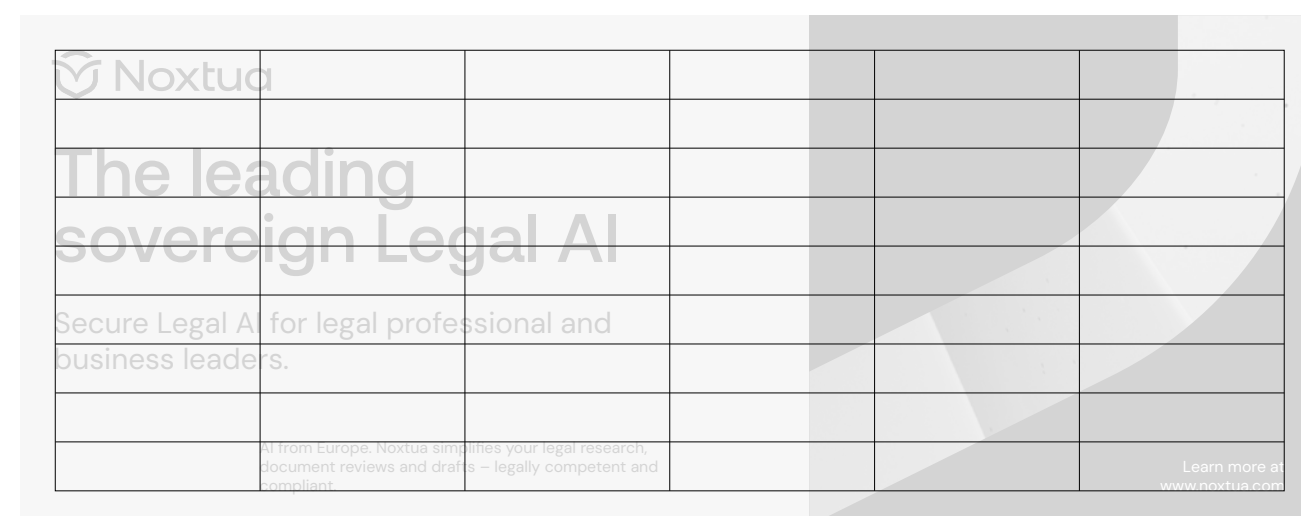 Noxtua
The leading
sovereign Legal AI
Secure Legal AI for legal professional and
business leaders.
AI from Europe. Noxtua simplifies your legal research,
document reviews and drafts – legally competent and
compliant.
Learn more at
www.noxtua.com